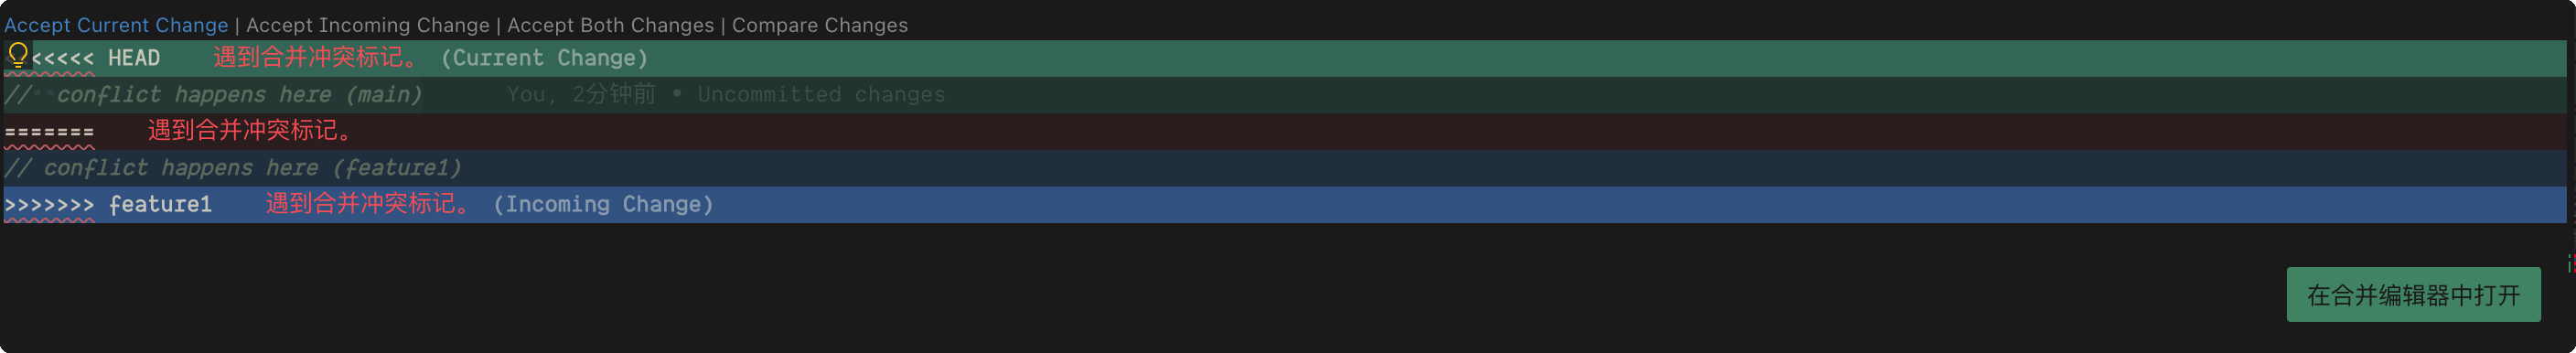 Accept Current Change | Accept Incoming Change | Accept Both Changes | Compare Changes
<<<<< HEAD 遇到合并冲突标记。 (Current Change)
// conflict happens here (main) You, 2分钟前 • Uncommitted changes
======= 遇到合并冲突标记。
// conflict happens here (feature1)
>>>>>>> feature1 遇到合并冲突标记。 (Incoming Change)
在合并编辑器中打开